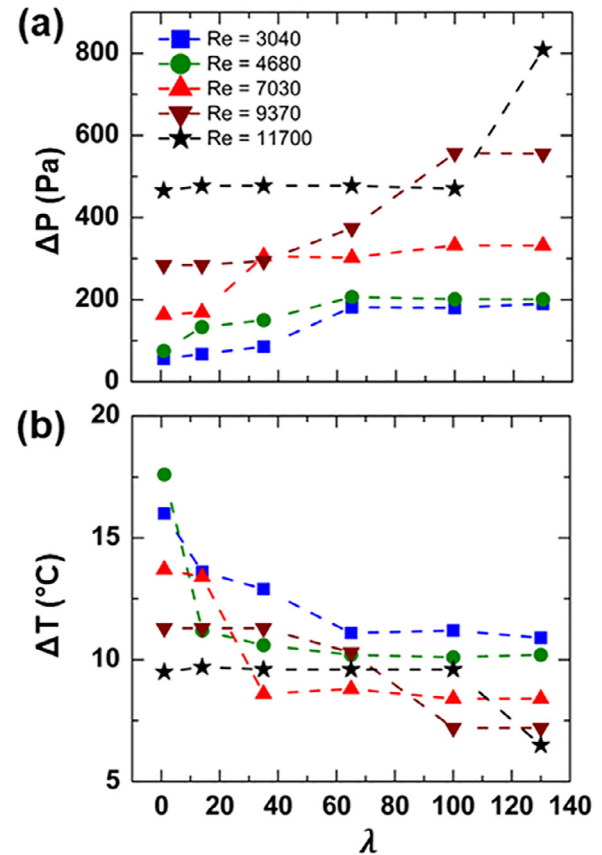 (a)
Re = 3040
Re = 4680
Re = 7030
Re = 9370
Re = 11700
800
600
400
200
0
ΔP (Pa)
(b)
20
15
10
5
ΔT (°C)
0 20 40 60 80 100 120 140
λ